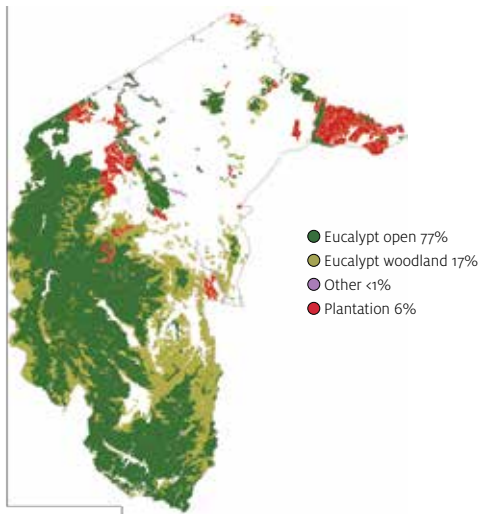 Eucalypt open 77%
Eucalypt woodland 17%
Other <1%
Plantation 6%